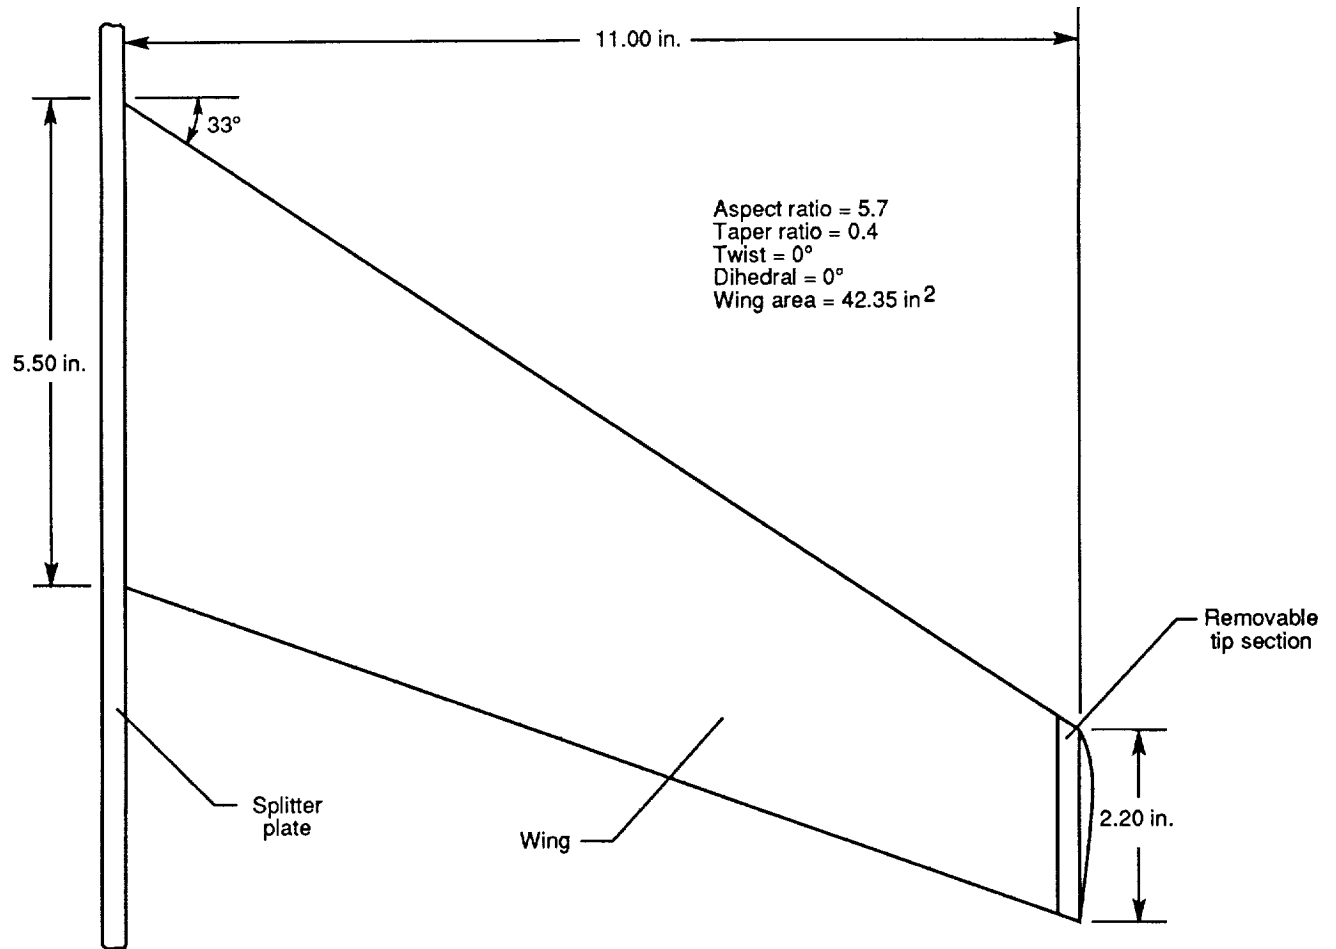 11.00 in.
33°
Aspect ratio = 5.7
Taper ratio = 0.4
Twist = 0°
Dihedral = 0°
Wing area = 42.35 in2
5.50 in.
Removable
tip section
Splitter
plate
Wing
2.20 in.